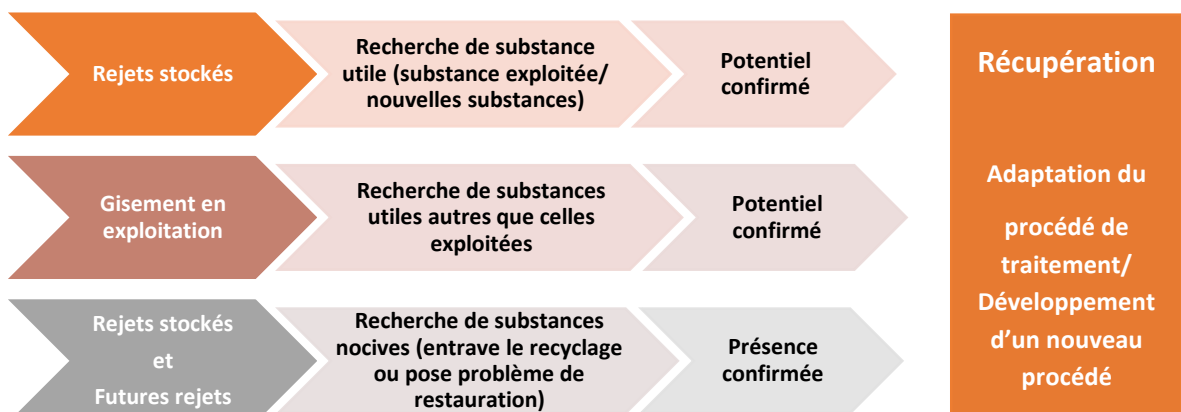 Rejets stockés
Recherche de substance
utile (substance exploitée/
nouvelles substances)
Potentiel
confirmé
Gisement en
exploitation
Recherche de substances
utiles autres que celles
exploitées
Potentiel
confirmé
Rejets stockés
et
Futures rejets
Recherche de substances
nocives (entrave le recyclage
ou pose problème de
restauration)
Présence
confirmée
Récupération
Adaptation du
procédé de
traitement/
Développement
d’un nouveau
procédé